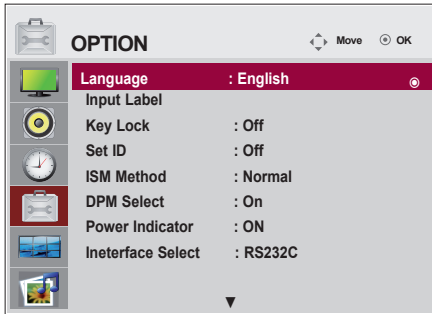 OPTION
Move
OK
Language : English
Input Label
Key Lock : Off
Set ID : Off
ISM Method : Normal
DPM Select : On
Power Indicator : ON
Ineterface Select : RS232C